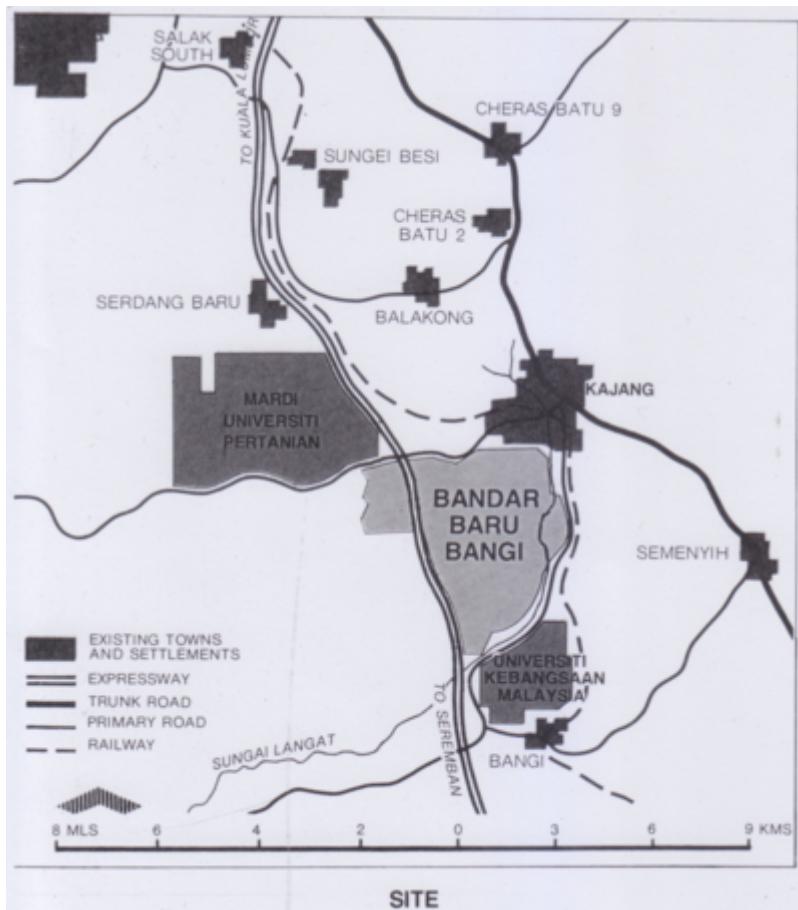 SALAK
SOUTH
TO KUALA LUMPUR
CHERAS BATU 9
SUNGEI BESI
CHERAS
BATU 2
SERDANG BARU
BALAKONG
MARDI
UNIVERSITI
PERTANIAN
KAJANG
BANDAR
BARU
BANGI
SEMENYIH
EXISTING TOWNS
AND SETTLEMENTS
EXPRESSWAY
TRUNK ROAD
PRIMARY ROAD
RAILWAY
UNIVERSITI
KEBANGSAAN
MALAYSIA
TO SEREMBAN
SUNGAI LANGAT
BANGI
8 MLS 6 4 2 0 3 6 9 KMS
SITE